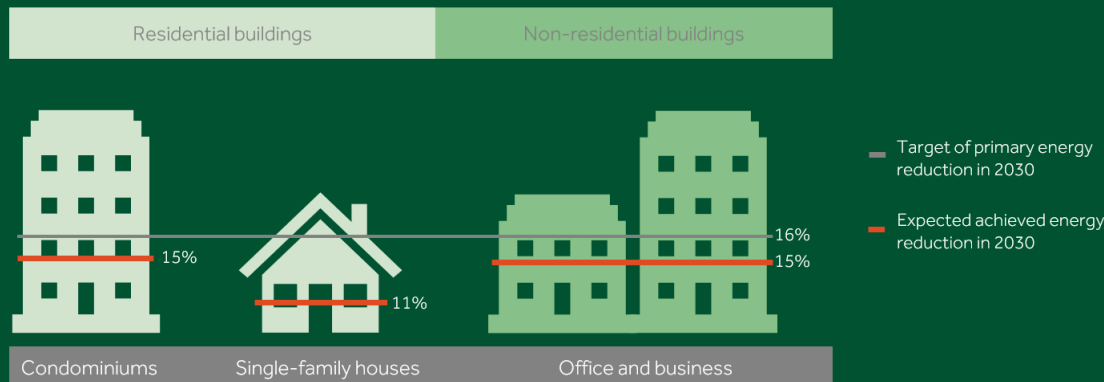 Residential buildings
Non-residential buildings
Target of primary energy
reduction in 2030
Expected achieved energy
reduction in 2030
16%
15%
15%
11%
Condominiums
Single-family houses
Office and business